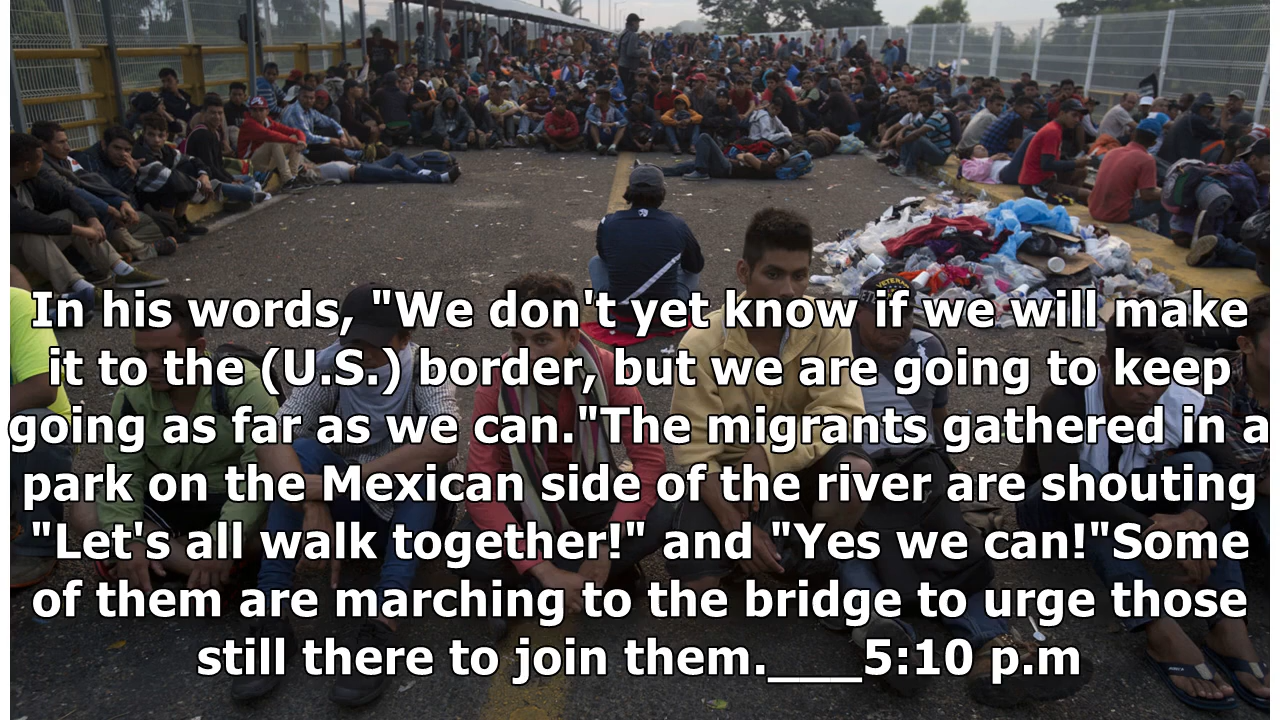 VETERAN
In his words, "We don't yet know if we will make
it to the (U.S.) border, but we are going to keep
going as far as we can."The migrants gathered in a
park on the Mexican side of the river are shouting
"Let's all walk together!" and "Yes we can!"Some
of them are marching to the bridge to urge those
still there to join them.___5:10 p.m